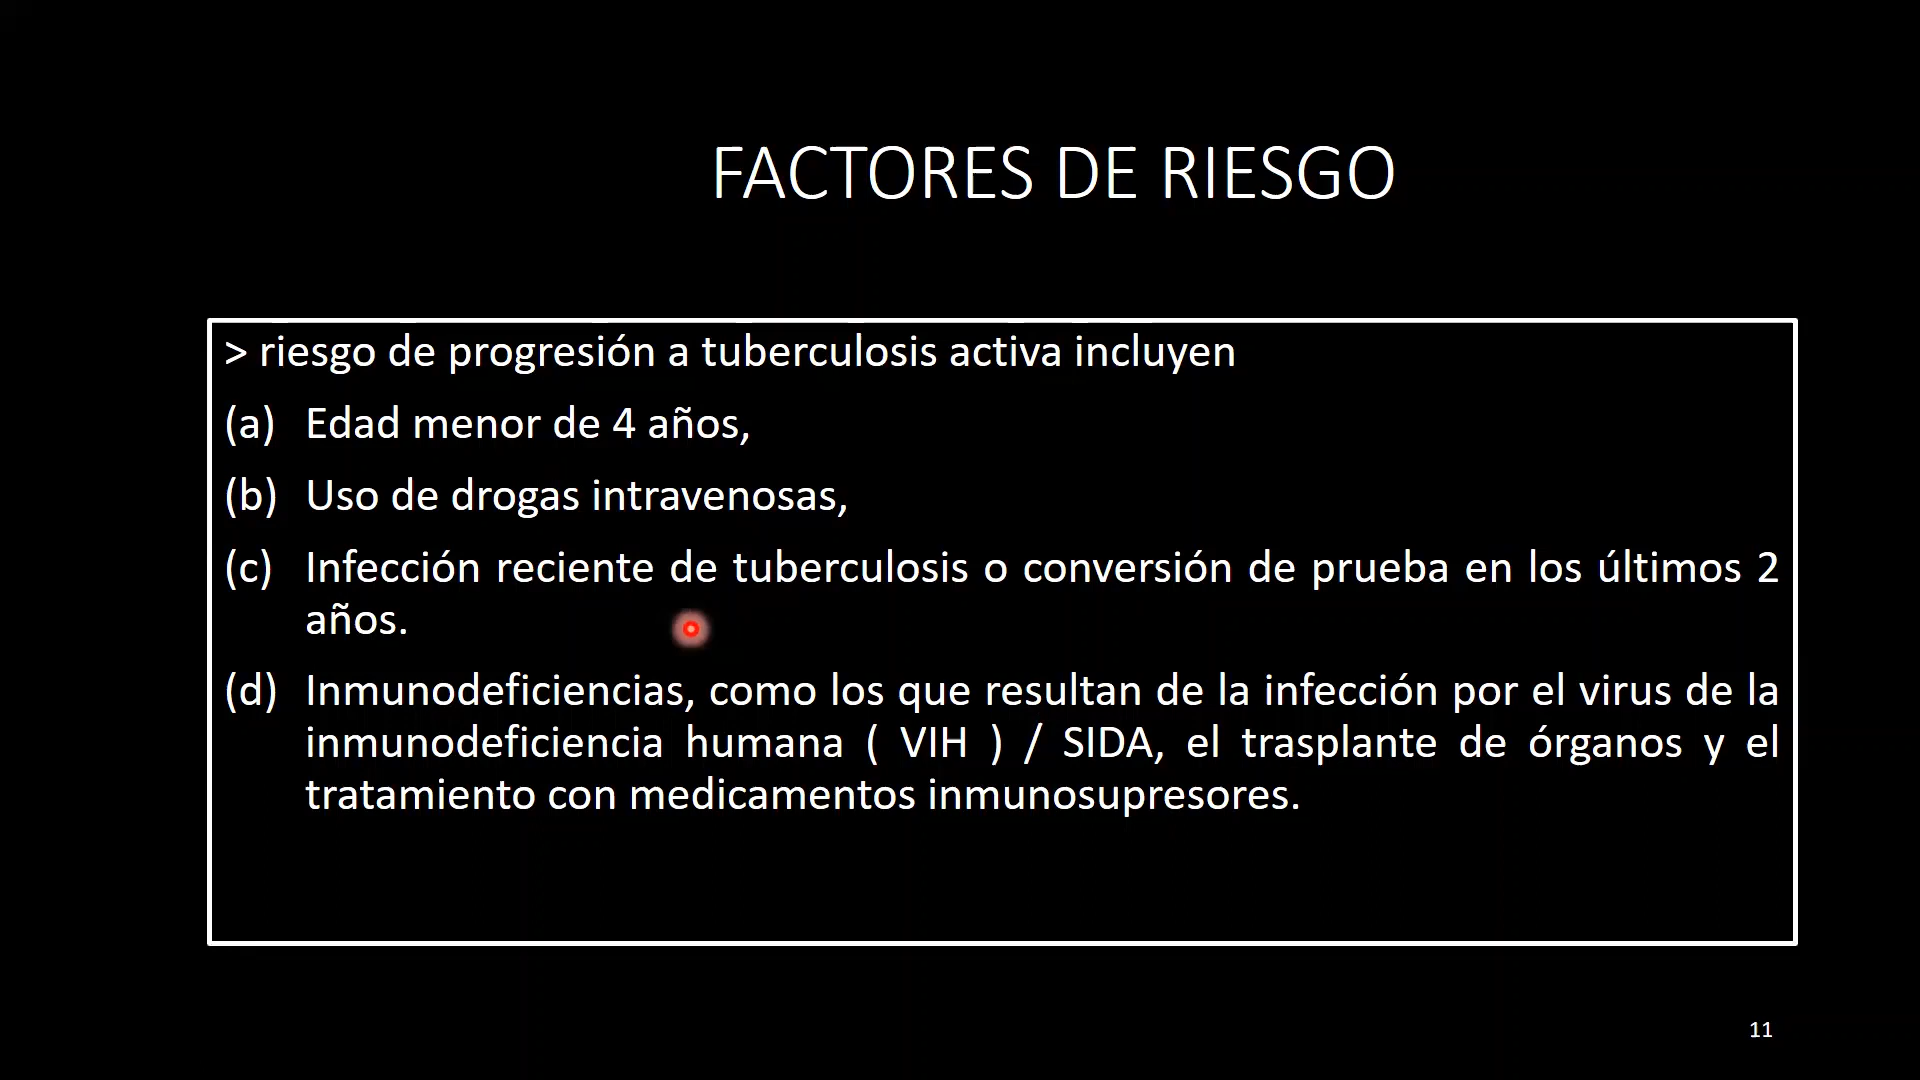 FACTORES DE RIESGO
> riesgo de progresión a tuberculosis activa incluyen
(a) Edad menor de 4 años,
(b) Uso de drogas intravenosas,
(c) Infección reciente de tuberculosis o conversión de prueba en los últimos 2
años.
(d) Inmunodeficiencias, como los que resultan de la infección por el virus de la
inmunodeficiencia humana ( VIH ) / SIDA, el trasplante de órganos y el
tratamiento con medicamentos inmunosupresores.
11